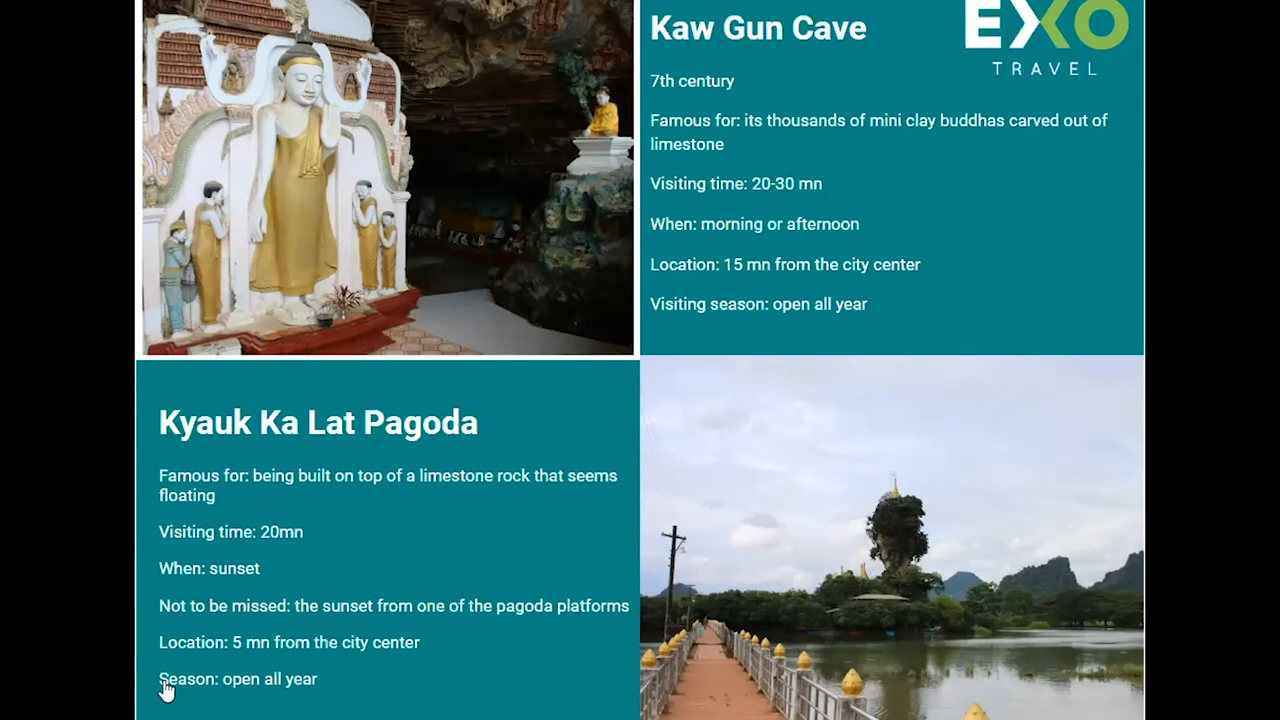 Kaw Gun Cave
EXO
TRAVEL
7th century
Famous for: its thousands of mini clay buddhas carved out of
limestone
Visiting time: 20-30 mn
When: morning or afternoon
Location: 15 mn from the city center
Visiting season: open all year
Kyauk Ka Lat Pagoda
Famous for: being built on top of a limestone rock that seems
floating
Visiting time: 20mn
When: sunset
Not to be missed: the sunset from one of the pagoda platforms
Location: 5 mn from the city center
Season: open all year